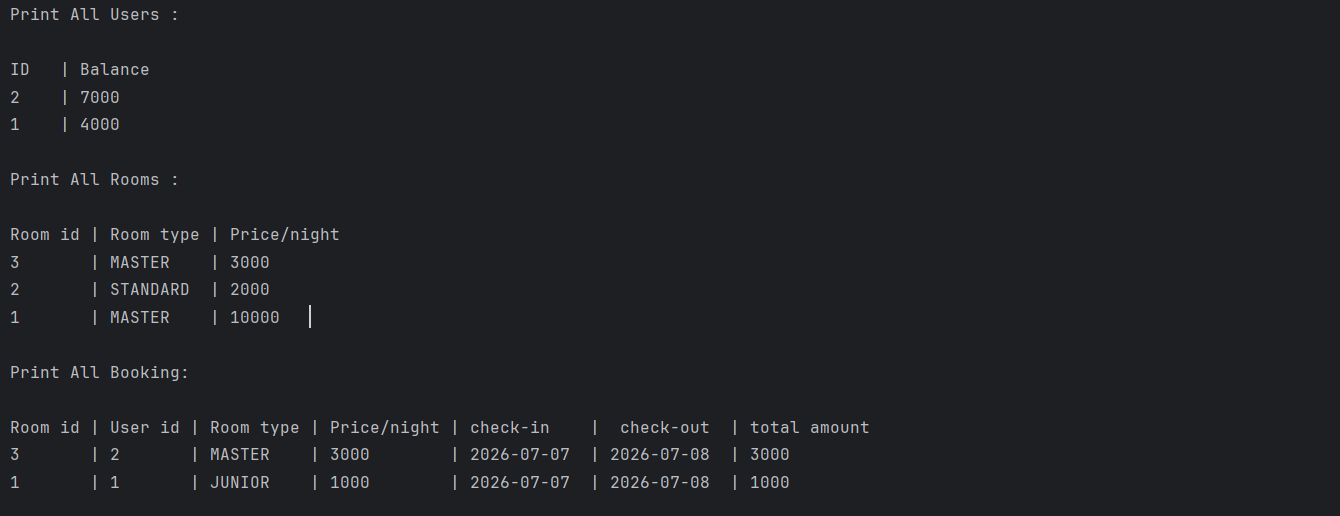 Print All Users :
ID   | Balance
2    | 7000
1    | 4000
Print All Rooms :
Room id | Room type | Price/night
3       | MASTER    | 3000
2       | STANDARD  | 2000
1       | MASTER    | 10000
Print All Booking:
Room id | User id | Room type | Price/night | check-in    |  check-out  | total amount
3       | 2       | MASTER    | 3000        | 2026-07-07  | 2026-07-08  | 3000
1       | 1       | JUNIOR    | 1000        | 2026-07-07  | 2026-07-08  | 1000